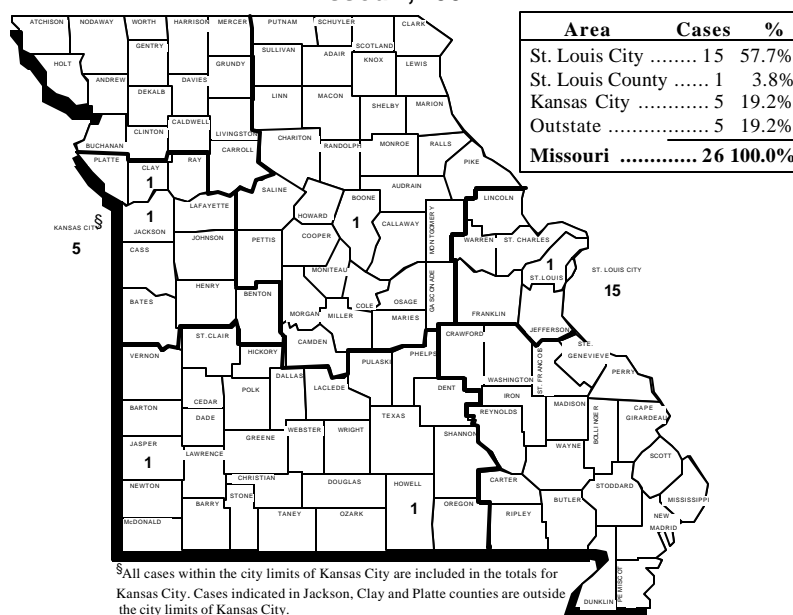 Area Cases %
St. Louis City ........ 15 57.7%
St. Louis County ...... 1 3.8%
Kansas City ............ 5 19.2%
Outstate ................ 5 19.2%
Missouri ............. 26 100.0%
ATCHISON NODAWAY WORTH HARRISON MERCER PUTNAM SCHUYLER CLARK
GENTRY SULLIVAN ADAIR SCOTLAND
HOLT GRUNDY KNOX LEWIS
ANDREW DEKALB DAVIES LINN MACON
SHELBY MARION
CLINTON CALDWELL LIVINGSTON CHARITON
BUCHANAN CARROLL RANDOLPH MONROE RALLS
PLATTE CLAY RAY PIKE
1
SALINE BOONE AUDRAIN
LAFAYETTE HOWARD LINCOLN
KANSAS CITY§
5
1
JACKSON
1
CALLAWAY MONTGOMERY
CASS JOHNSON PETTIS COOPER WARREN ST. CHARLES
MONITEAU 1
ST.LOUIS
ST. LOUIS CITY
15
BATES HENRY BENTON MORGAN MILLER COLE OSAGE GASCONADE
MARIES FRANKLIN JEFFERSON
ST.CLAIR CAMDEN CRAWFORD
VERNON HICKORY PULASKI PHELPS STE.
GENEVIEVE
DALLAS LACLEDE DENT WASHINGTON ST. FRANCOIS PERRY
CEDAR POLK IRON
BARTON DADE TEXAS REYNOLDS MADISON BOLLINGER CAPE
GIRARDEAU
JASPER GREENE WEBSTER WRIGHT SHANNON WAYNE
1
LAWRENCE SCOTT
NEWTON CHRISTIAN DOUGLAS HOWELL CARTER STODDARD MISSISSIPPI
BARRY STONE 1 OREGON BUTLER
McDONALD TANEY OZARK RIPLEY NEW
MADRID
PEMISCOT
DUNKLIN
§All cases within the city limits of Kansas City are included in the totals for
Kansas City. Cases indicated in Jackson, Clay and Platte counties are outside
the city limits of Kansas City.